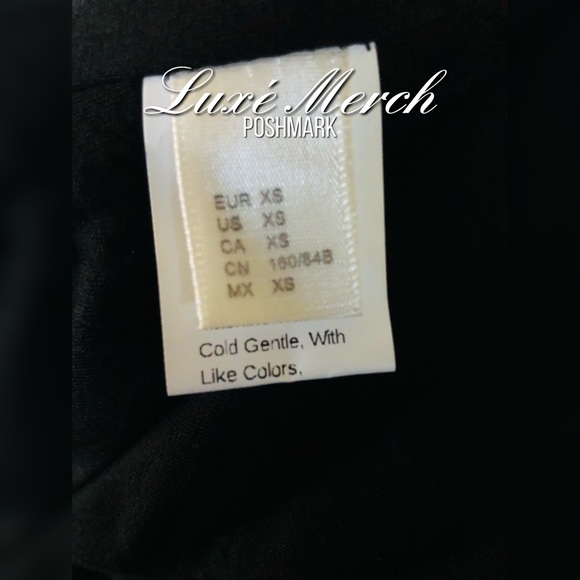 Luxé Merch
POSHMARK
EUR XS
US XS
CA XS
CN 160/84B
MX XS
Cold Gentle, With
Like Colors,